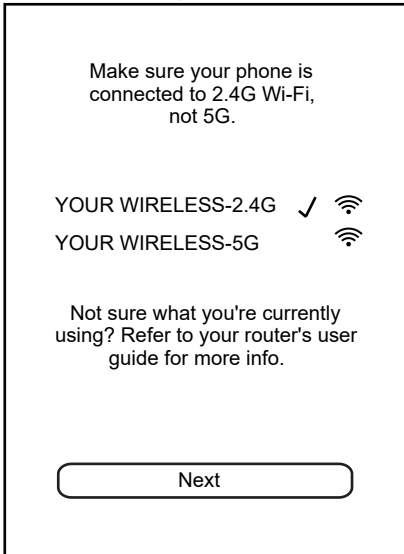 Make sure your phone is
connected to 2.4G Wi-Fi,
not 5G.
YOUR WIRELESS-2.4G
YOUR WIRELESS-5G
Not sure what you're currently
using? Refer to your router's user
guide for more info.
Next